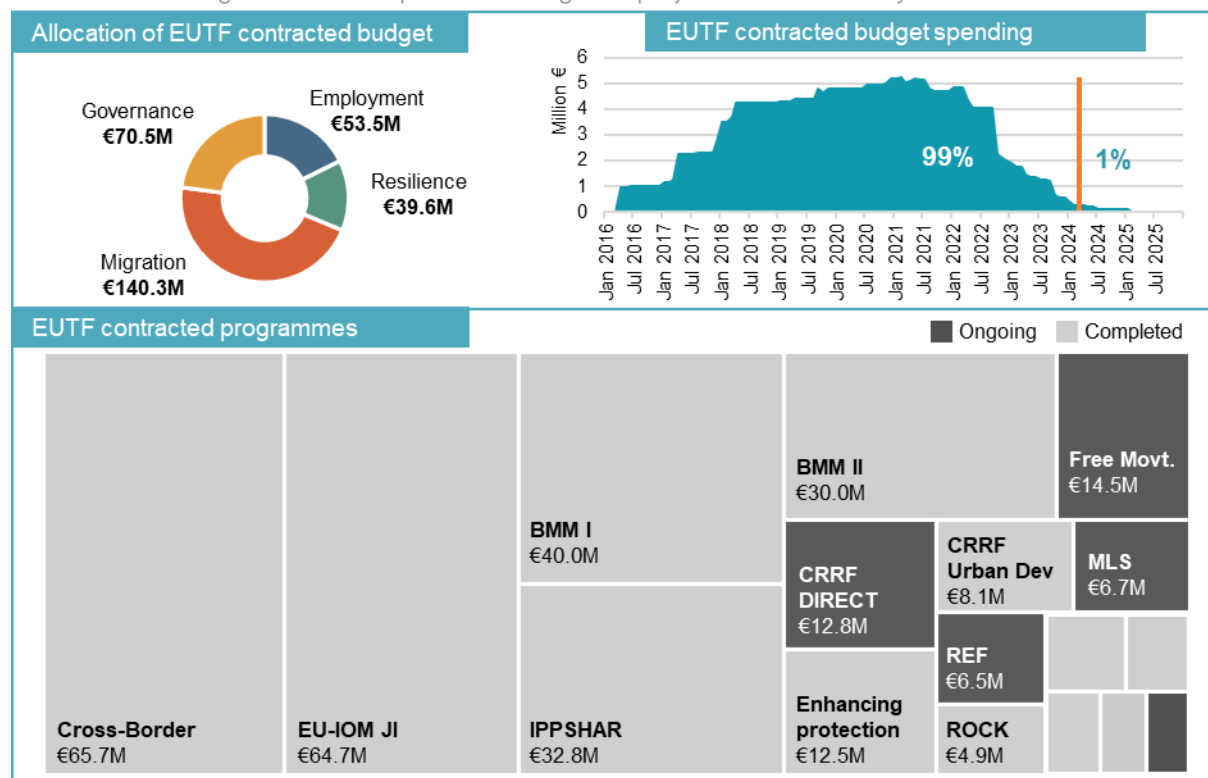 Allocation of EUTF contracted budget
EUTF contracted budget spending
Governance
€70.5M
Employment
€53.5M
Resilience
€39.6M
Migration
€140.3M
Million €
6
5
4
3
2
1
0
99%
1%
Jan 2016
Jul 2016
Jan 2017
Jul 2017
Jan 2018
Jul 2018
Jan 2019
Jul 2019
Jan 2020
Jul 2020
Jan 2021
Jul 2021
Jan 2022
Jul 2022
Jan 2023
Jul 2023
Jan 2024
Jul 2024
Jan 2025
Jul 2025
EUTF contracted programmes
Ongoing
Completed
Cross-Border
€65.7M
EU-IOM JI
€64.7M
BMM I
€40.0M
IPPSHAR
€32.8M
BMM II
€30.0M
Free Movt.
€14.5M
CRRF
DIRECT
€12.8M
CRRF
Urban Dev
€8.1M
MLS
€6.7M
REF
€6.5M
Enhancing
protection
€12.5M
ROCK
€4.9M